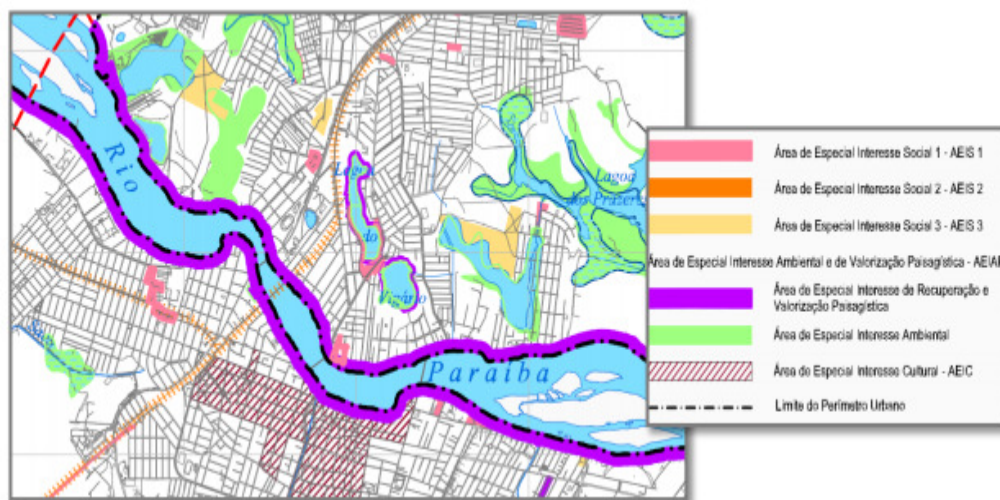 Rio
Lagoa
do
Vigário
Lagoa
dos Prazeres
Paraíba
Área de Especial Interesse Social 1 - AEIS 1
Área de Especial Interesse Social 2 - AEIS 2
Área de Especial Interesse Social 3 - AEIS 3
Área de Especial Interesse Ambiental e de Valorização Paisagística - AEIAP
Área de Especial Interesse de Recuperação e
Valorização Paisagística
Área de Especial Interesse Ambiental
Área de Especial Interesse Cultural - AEIC
Limite do Perímetro Urbano